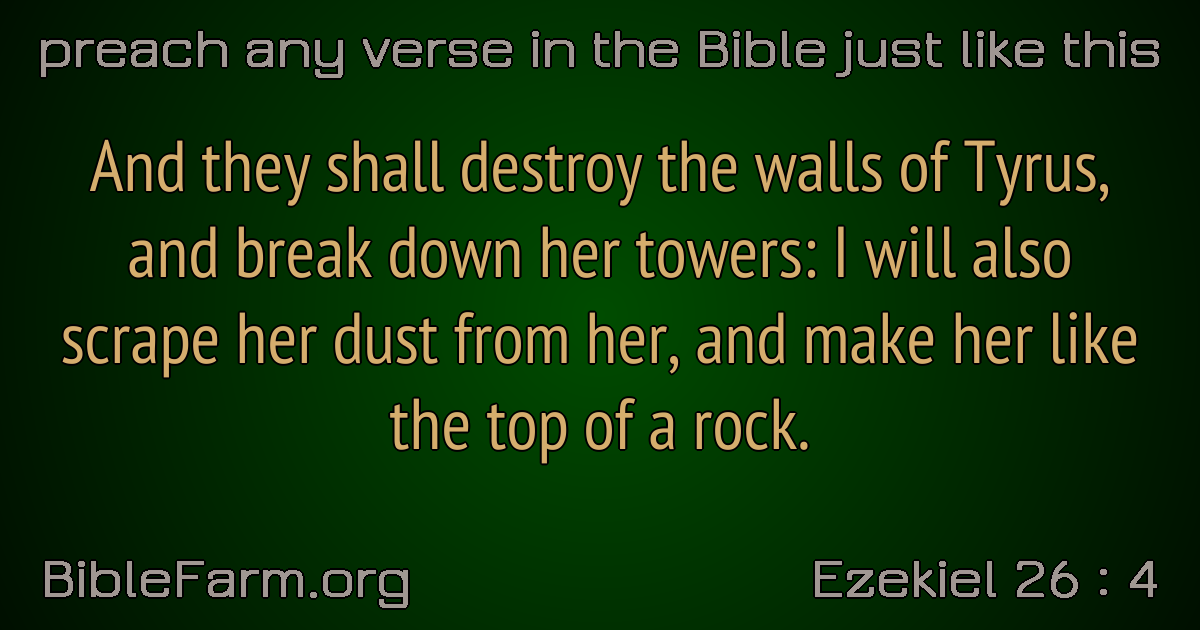 preach any verse in the Bible just like this
And they shall destroy the walls of Tyrus,
and break down her towers: I will also
scrape her dust from her, and make her like
the top of a rock.
BibleFarm.org
Ezekiel 26 : 4